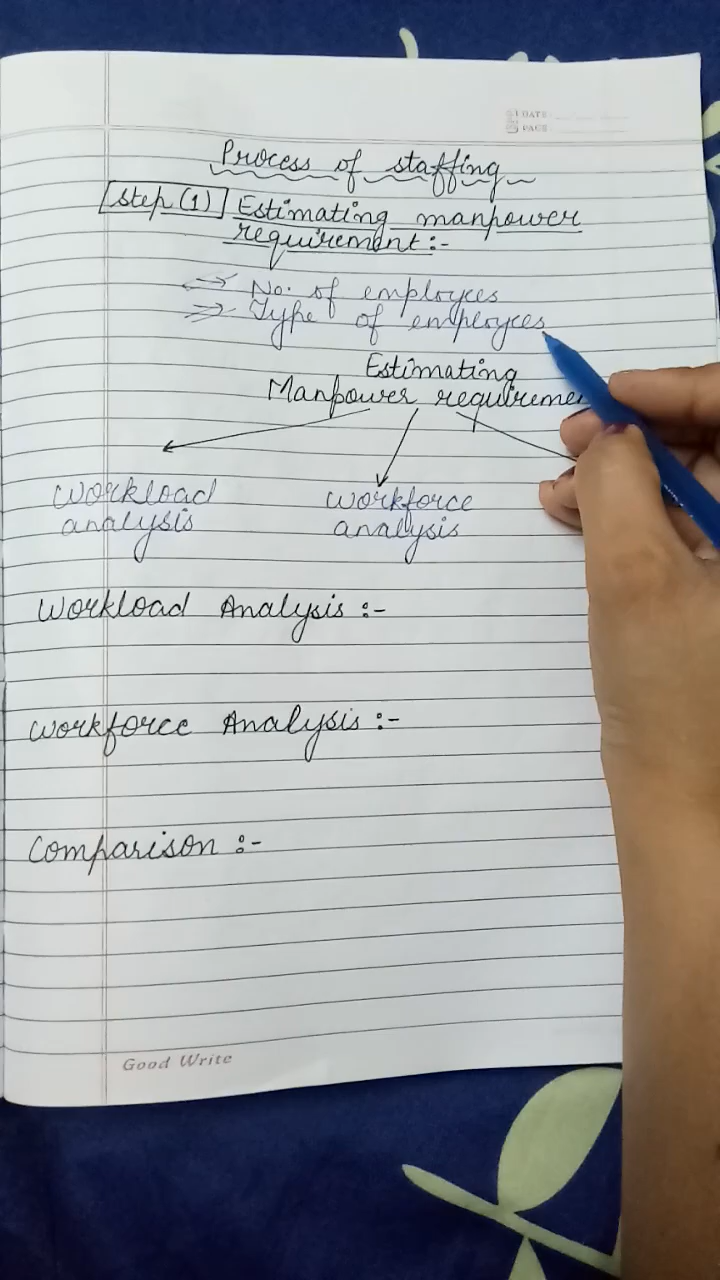 DATE:
PAGE:
Process of staffing
Step (1) Estimating manpower
requirement:-
=> No. of employees
=> Type of employees
Estimating
Manpower requireme
Workload
analysis
Workforce
analysis
Workload Analysis :-
Workforce Analysis :-
Comparison :-
Good Write